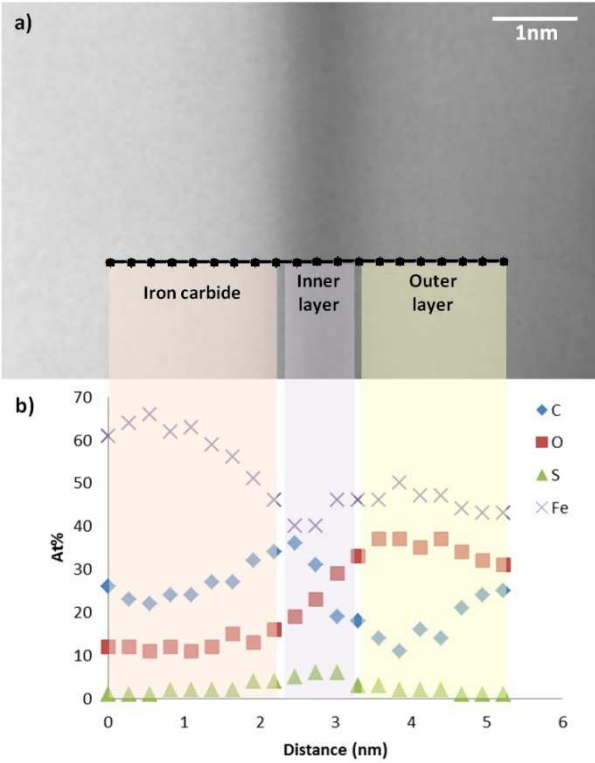 a)
1nm
Iron carbide
Inner
layer
Outer
layer
b)
70
60
50
40
30
20
10
0
At%
0 1 2 3 4 5 6
Distance (nm)
C
O
S
Fe